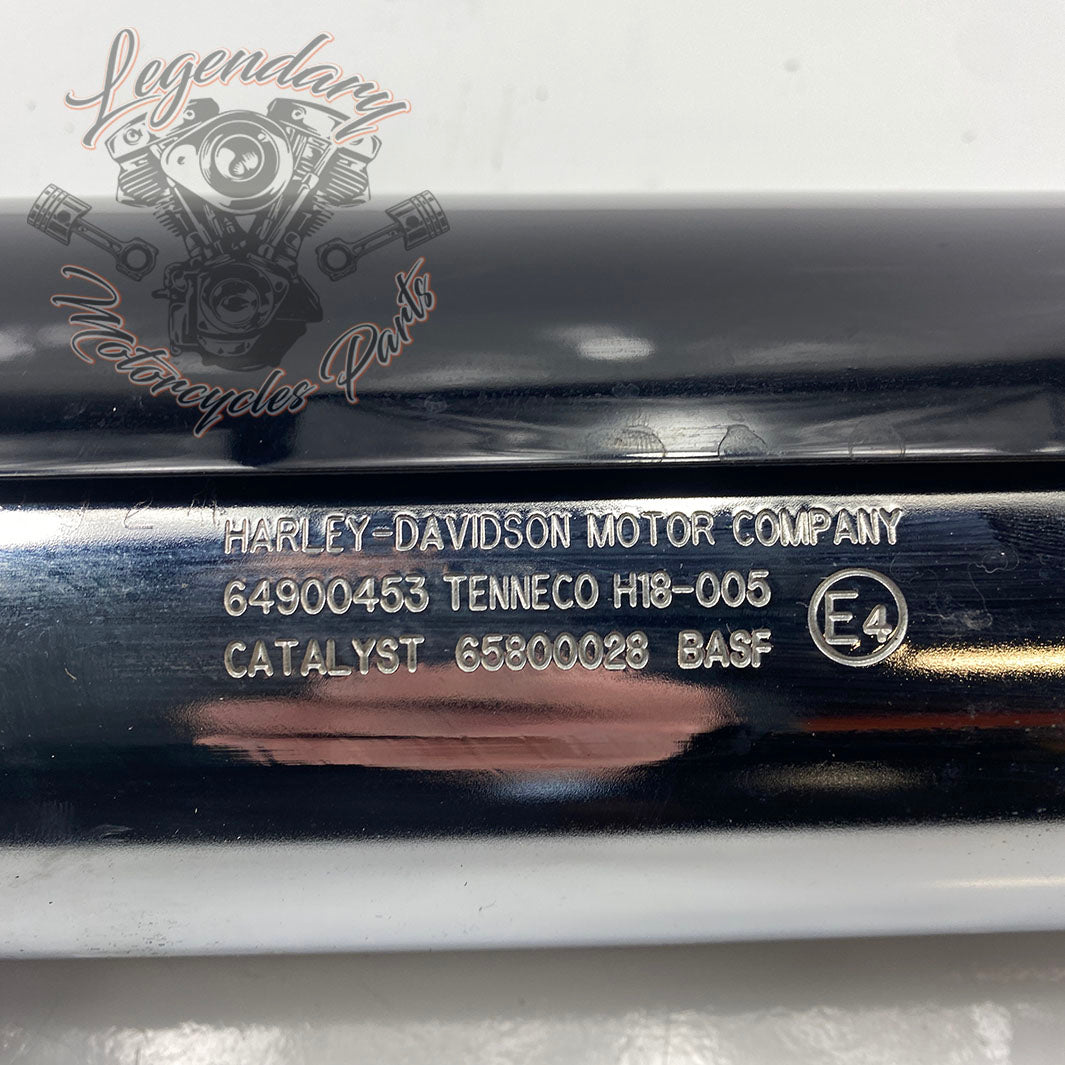 Legendary
Motorcycles Parts
HARLEY-DAVIDSON MOTOR COMPANY
64900453 TENNECO H18-005
CATALYST 65800028 BASF
E4